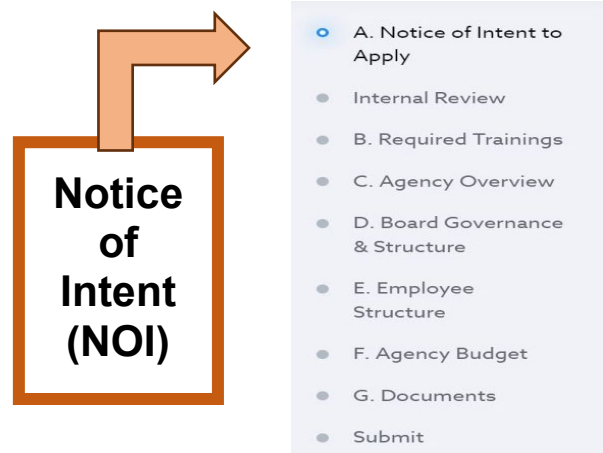 Notice
of
Intent
(NOI)
A. Notice of Intent to
Apply
Internal Review
B. Required Trainings
C. Agency Overview
D. Board Governance
& Structure
E. Employee
Structure
F. Agency Budget
G. Documents
Submit